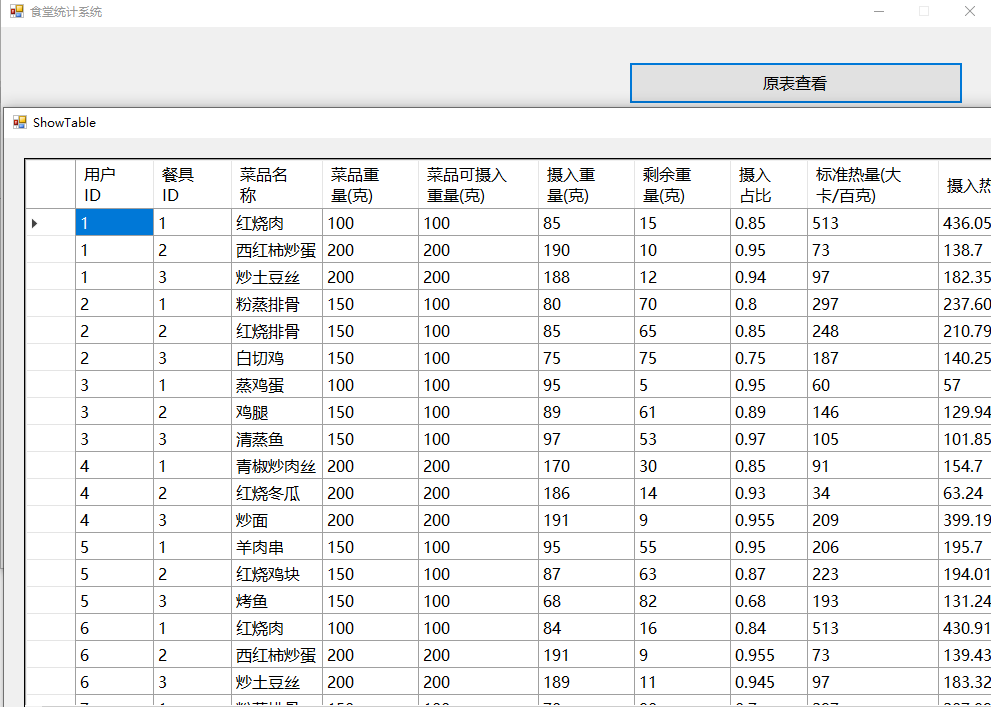 食堂统计系统
原表查看
ShowTable
用户 餐具 菜品名 菜品重 菜品可摄入 摄入重 剩余重 摄入 标准热量(大 摄入热
ID ID 称 量(克) 重量(克) 量(克) 量(克) 占比 卡/百克)
1 1 红烧肉 100 100 85 15 0.85 513 436.05
1 2 西红柿炒蛋 200 200 190 10 0.95 73 138.7
1 3 炒土豆丝 200 200 188 12 0.94 97 182.35
2 1 粉蒸排骨 150 100 80 70 0.8 297 237.60
2 2 红烧排骨 150 100 85 65 0.85 248 210.79
2 3 白切鸡 150 100 75 75 0.75 187 140.25
3 1 蒸鸡蛋 100 100 95 5 0.95 60 57
3 2 鸡腿 150 100 89 61 0.89 146 129.94
3 3 清蒸鱼 150 100 97 53 0.97 105 101.85
4 1 青椒炒肉丝 200 200 170 30 0.85 91 154.7
4 2 红烧冬瓜 200 200 186 14 0.93 34 63.24
4 3 炒面 200 200 191 9 0.955 209 399.19
5 1 羊肉串 150 100 95 55 0.95 206 195.7
5 2 红烧鸡块 150 100 87 63 0.87 223 194.01
5 3 烤鱼 150 100 68 82 0.68 193 131.24
6 1 红烧肉 100 100 84 16 0.84 513 430.91
6 2 西红柿炒蛋 200 200 191 9 0.955 73 139.43
6 3 炒土豆丝 200 200 189 11 0.945 97 183.32